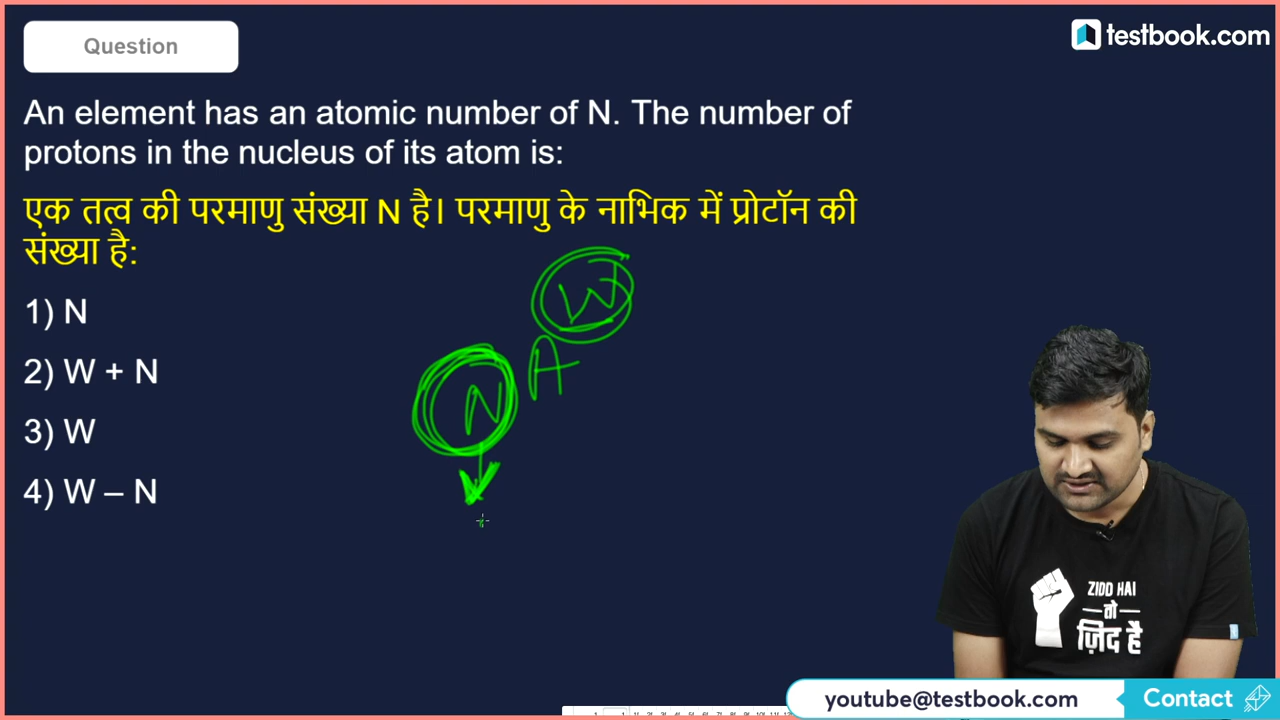 Question
testbook.com
An element has an atomic number of N. The number of
protons in the nucleus of its atom is:
एक तत्व की परमाणु संख्या N है। परमाणु के नाभिक में प्रोटॉन की
संख्या है:
1) N
2) W + N
3) W
4) W – N
W
A
N
ZIDD HAI
तो
ज़िद है
youtube@testbook.com
Contact